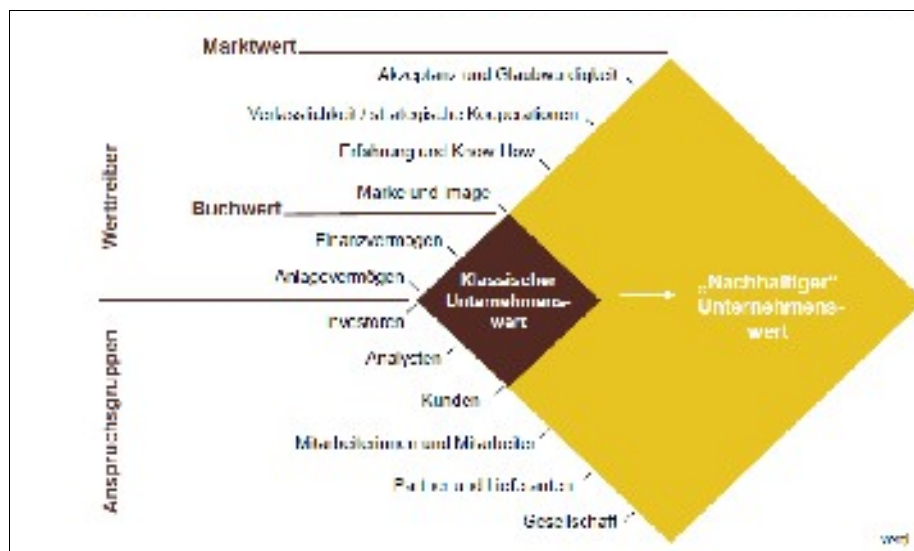 Marktwert
Akzeptanz und Glaubwürdigkeit
Verlässlichkeit / strategische Kooperationen
Erfahrung und Know How
Marke und Image
Buchwert
Finanzvermögen
Anlagevermögen
Werttreiber
Klassischer
Unternehmens-
wert
„Nachhaltiger“
Unternehmens-
wert
Investoren
Analysten
Kunden
Mitarbeiterinnen und Mitarbeiter
Partner und Lieferanten
Gesellschaft
Anspruchsgruppen